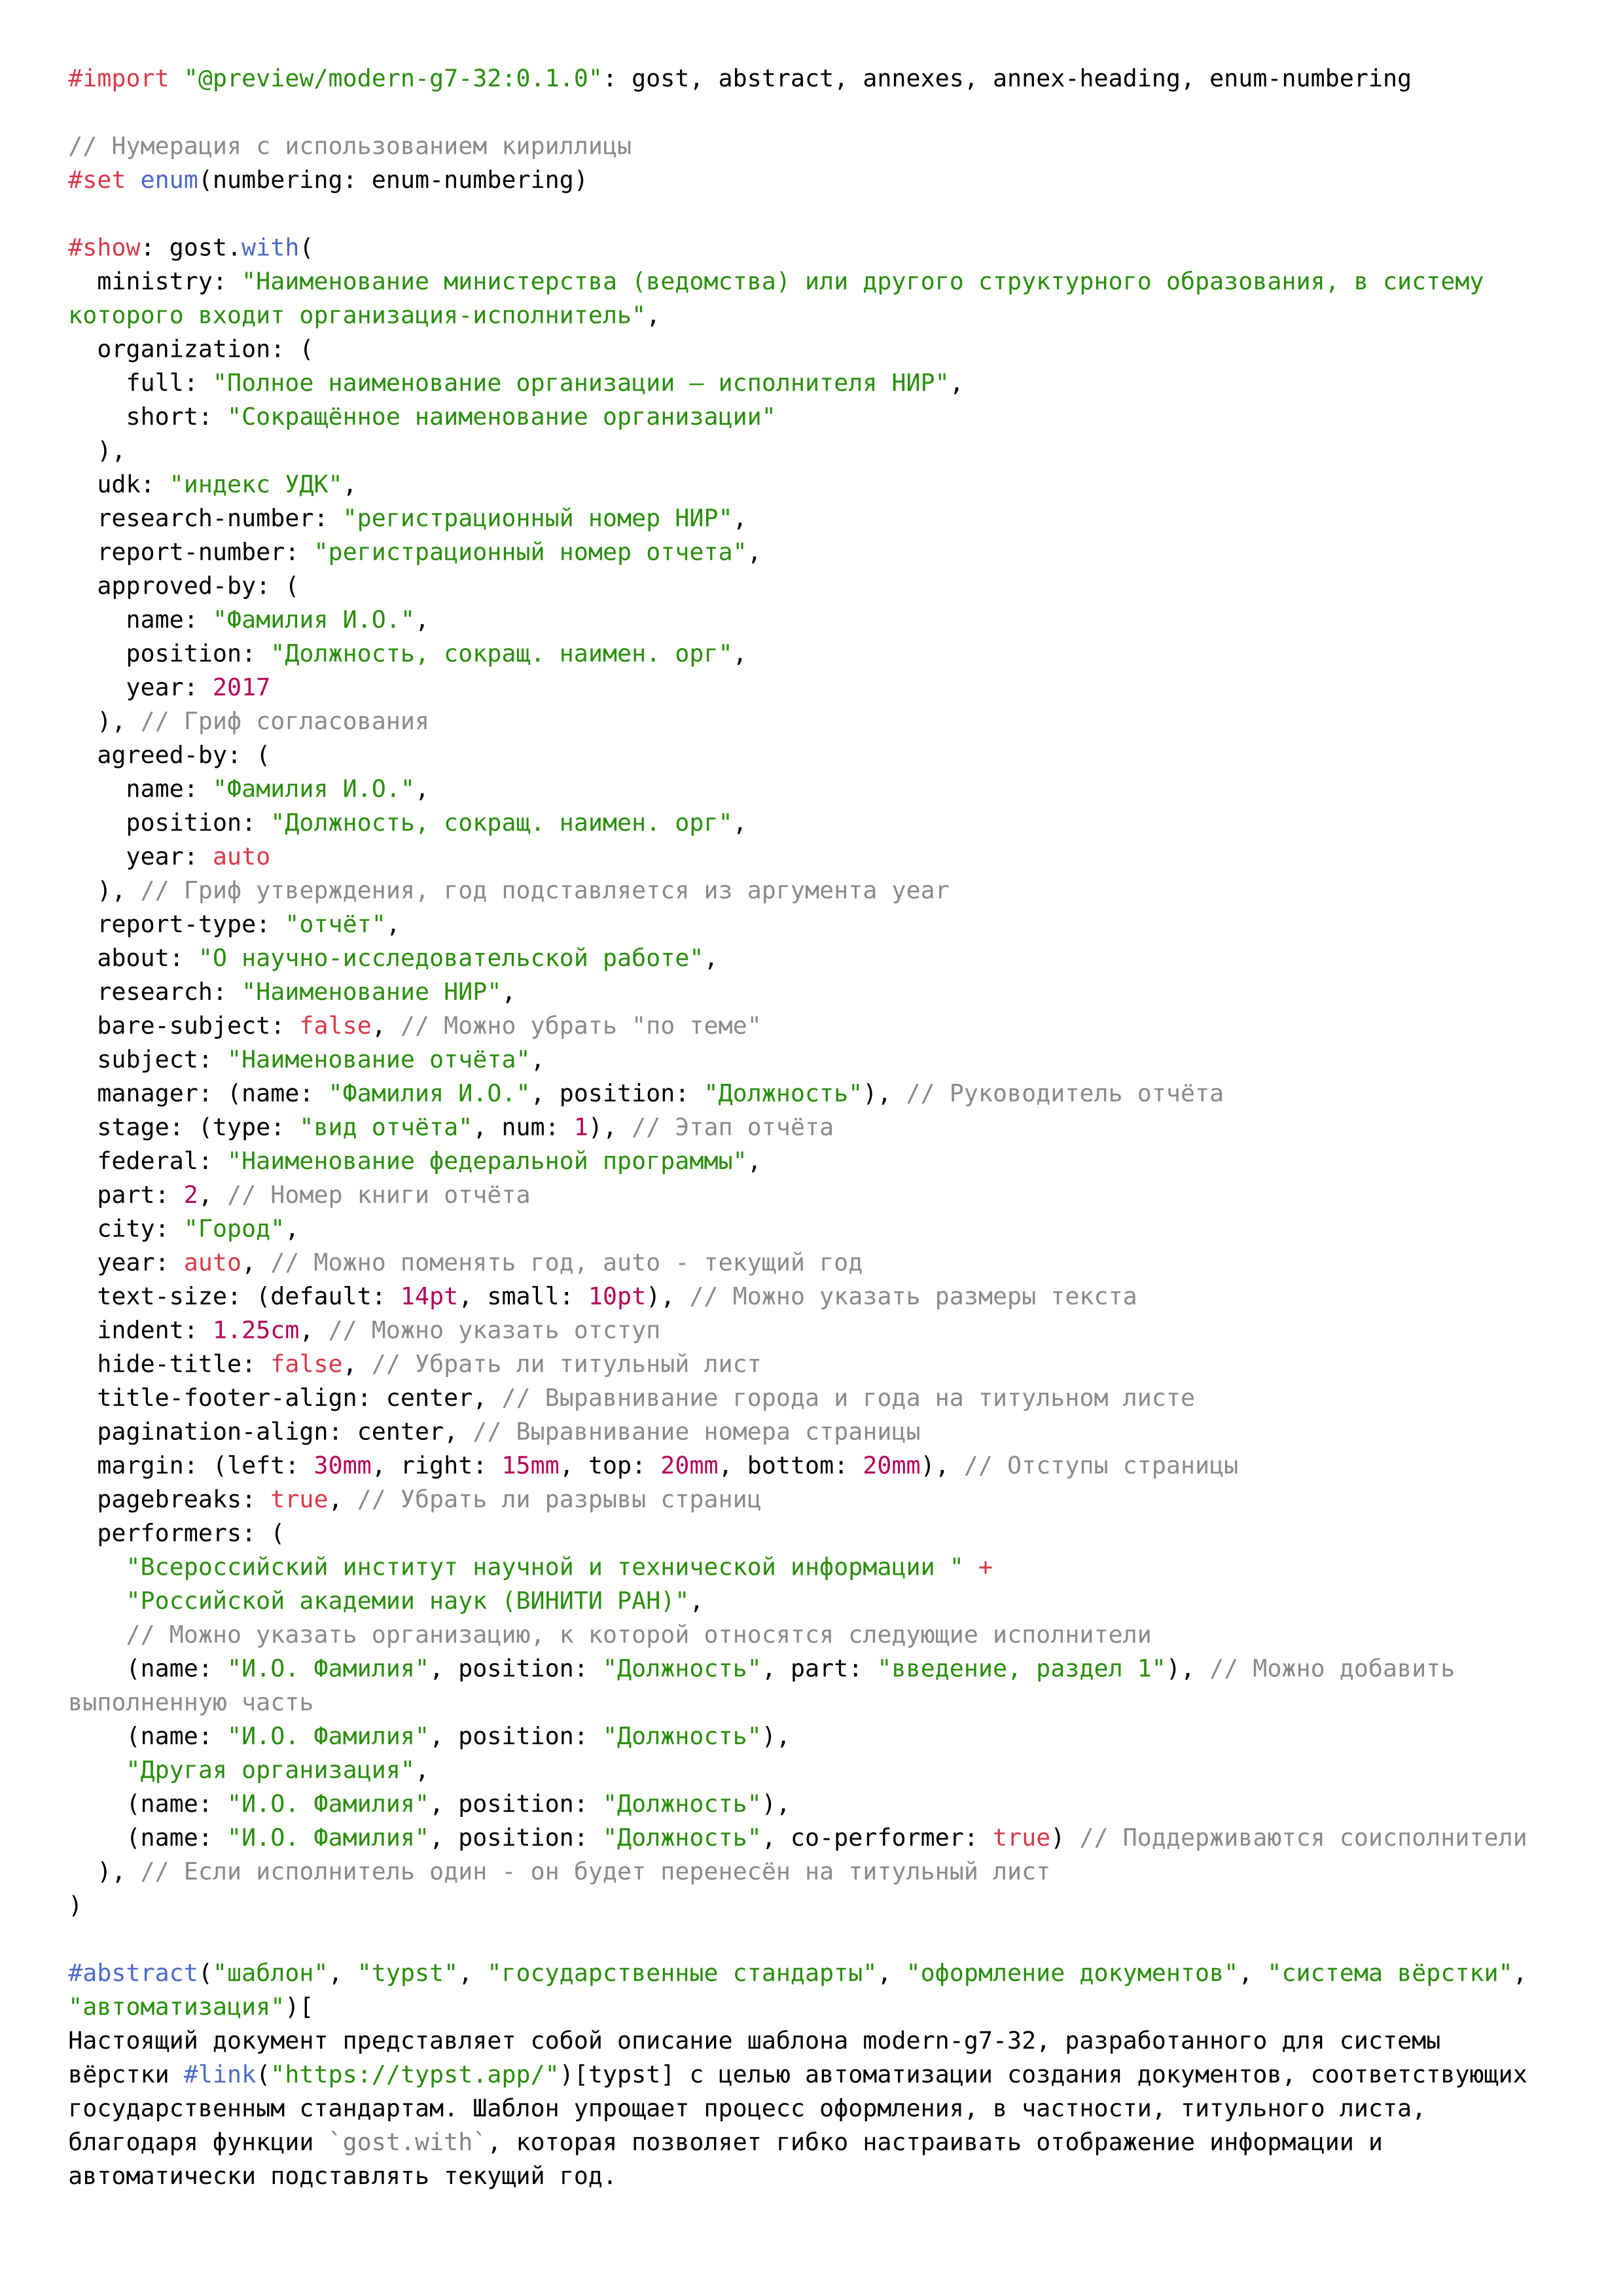 #import "@preview/modern-g7-32:0.1.0": gost, abstract, annexes, annex-heading, enum-numbering

// Нумерация с использованием кириллицы
#set enum(numbering: enum-numbering)

#show: gost.with(
  ministry: "Наименование министерства (ведомства) или другого структурного образования, в систему
которого входит организация-исполнитель",
  organization: (
    full: "Полное наименование организации — исполнителя НИР",
    short: "Сокращённое наименование организации"
  ),
  udk: "индекс УДК",
  research-number: "регистрационный номер НИР",
  report-number: "регистрационный номер отчета",
  approved-by: (
    name: "Фамилия И.О.",
    position: "Должность, сокращ. наимен. орг",
    year: 2017
  ), // Гриф согласования
  agreed-by: (
    name: "Фамилия И.О.",
    position: "Должность, сокращ. наимен. орг",
    year: auto
  ), // Гриф утверждения, год подставляется из аргумента year
  report-type: "отчёт",
  about: "О научно-исследовательской работе",
  research: "Наименование НИР",
  bare-subject: false, // Можно убрать "по теме"
  subject: "Наименование отчёта",
  manager: (name: "Фамилия И.О.", position: "Должность"), // Руководитель отчёта
  stage: (type: "вид отчёта", num: 1), // Этап отчёта
  federal: "Наименование федеральной программы",
  part: 2, // Номер книги отчёта
  city: "Город",
  year: auto, // Можно поменять год, auto - текущий год
  text-size: (default: 14pt, small: 10pt), // Можно указать размеры текста
  indent: 1.25cm, // Можно указать отступ
  hide-title: false, // Убрать ли титульный лист
  title-footer-align: center, // Выравнивание города и года на титульном листе
  pagination-align: center, // Выравнивание номера страницы
  margin: (left: 30mm, right: 15mm, top: 20mm, bottom: 20mm), // Отступы страницы
  pagebreaks: true, // Убрать ли разрывы страниц
  performers: (
    "Всероссийский институт научной и технической информации " +
    "Российской академии наук (ВИНИТИ РАН)",
    // Можно указать организацию, к которой относятся следующие исполнители
    (name: "И.О. Фамилия", position: "Должность", part: "введение, раздел 1"), // Можно добавить
выполненную часть
    (name: "И.О. Фамилия", position: "Должность"),
    "Другая организация",
    (name: "И.О. Фамилия", position: "Должность"),
    (name: "И.О. Фамилия", position: "Должность", co-performer: true) // Поддерживаются соисполнители
  ), // Если исполнитель один - он будет перенесён на титульный лист
)

#abstract("шаблон", "typst", "государственные стандарты", "оформление документов", "система вёрстки",
"автоматизация")[
Настоящий документ представляет собой описание шаблона modern-g7-32, разработанного для системы
вёрстки #link("https://typst.app/")[typst] с целью автоматизации создания документов, соответствующих
государственным стандартам. Шаблон упрощает процесс оформления, в частности, титульного листа,
благодаря функции `gost.with`, которая позволяет гибко настраивать отображение информации и
автоматически подставлять текущий год.